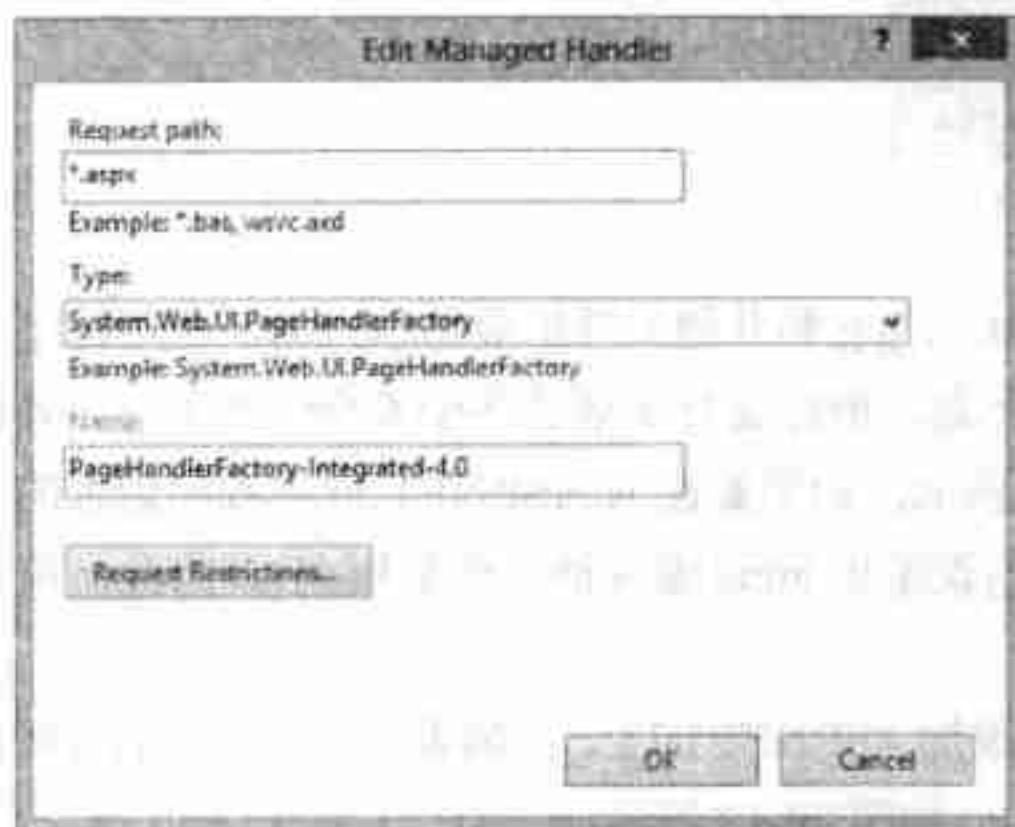 Edit Managed Handler
?
Request path:
*.aspx
Example: *.bas, wsvc.axd
Type:
System.Web.UI.PageHandlerFactory
Example: System.Web.UI.PageHandlerFactory
Name:
PageHandlerFactory-Integrated-4.0
Request Restrictions...
OK
Cancel